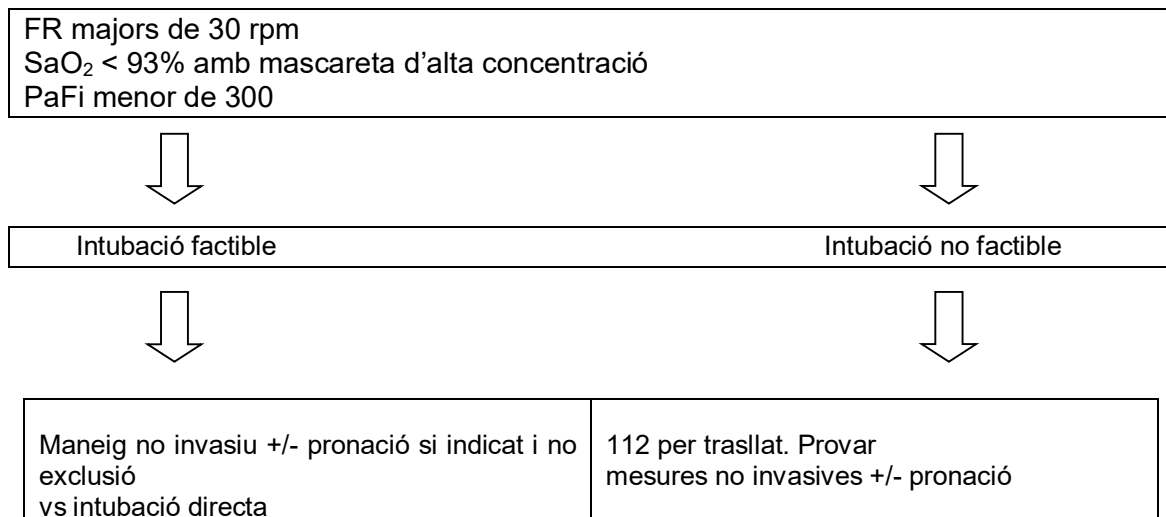 FR majors de 30 rpm
SaO₂ < 93% amb mascareta d’alta concentració
PaFi menor de 300
Intubació factible
Intubació no factible
Maneig no invasiu +/- pronació si indicat i no
exclusió
vs intubació directa
112 per trasllat. Provar
mesures no invasives +/- pronació